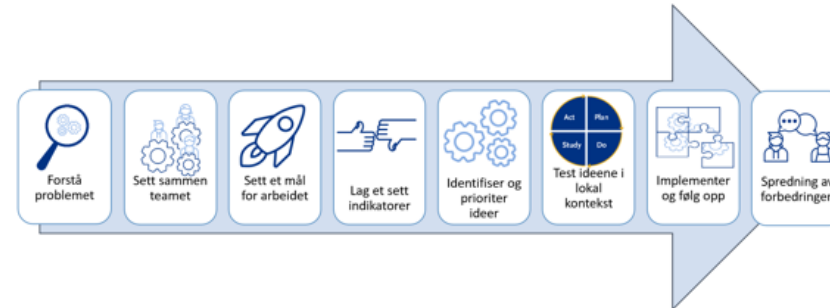 Forstå
problemet
Sett sammen
teamet
Sett et mål
for arbeidet
Lag et sett
indikatorer
Identifiser og
prioriter
ideer
Act
Plan
Study
Do
Test ideene i
lokal
kontekst
Implementer
og følg opp
Spredning av
forbedringer